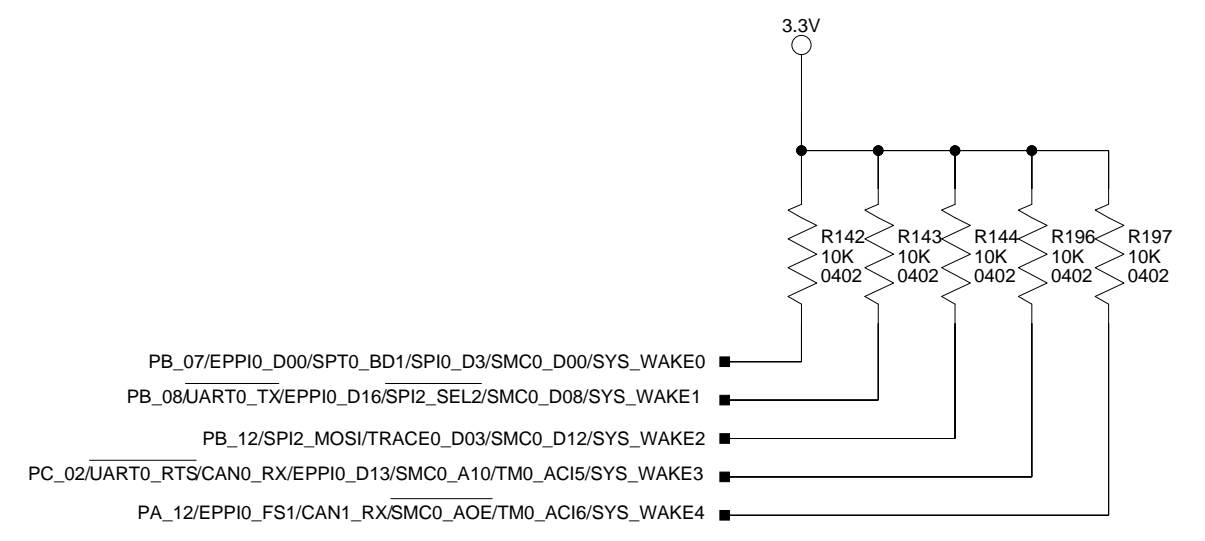 3.3V
R142
10K
0402
R143
10K
0402
R144
10K
0402
R196
10K
0402
R197
10K
0402
PB_07/EPPI0_D00/SPT0_BD1/SPI0_D3/SMC0_D00/SYS_WAKE0
PB_08/UART0_TX/EPPI0_D16/SPI2_SEL2/SMC0_D08/SYS_WAKE1
PB_12/SPI2_MOSI/TRACE0_D03/SMC0_D12/SYS_WAKE2
PC_02/UART0_RTS/CAN0_RX/EPPI0_D13/SMC0_A10/TM0_ACI5/SYS_WAKE3
PA_12/EPPI0_FS1/CAN1_RX/SMC0_AOE/TM0_ACI6/SYS_WAKE4